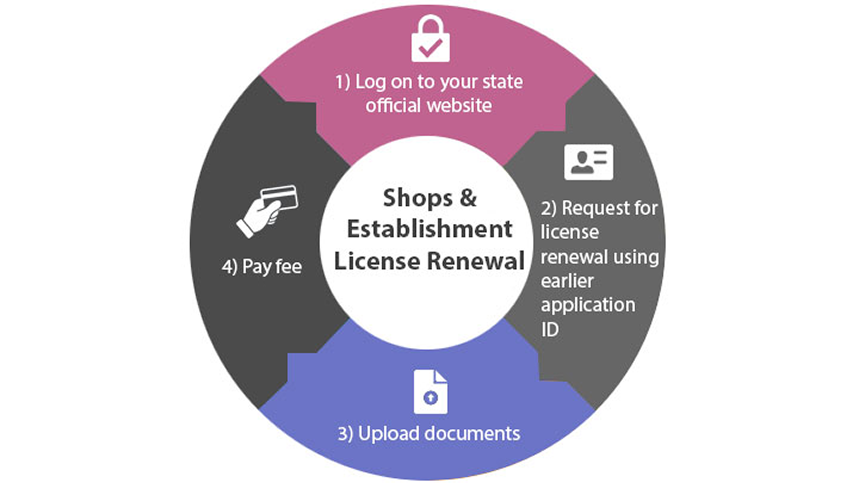 1) Log on to your state
official website
Shops &
Establishment
License Renewal
2) Request for
license
renewal using
earlier
application
ID
3) Upload documents
4) Pay fee